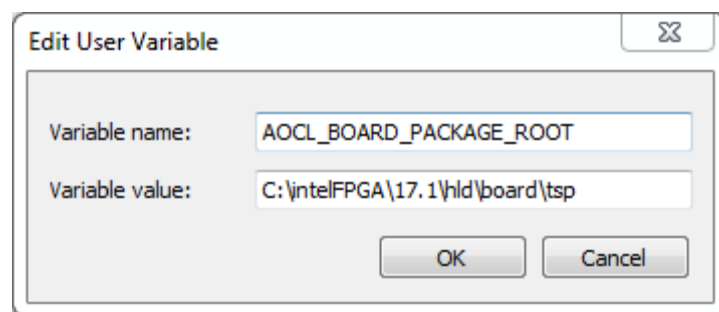 Edit User Variable
Variable name: AOCL_BOARD_PACKAGE_ROOT
Variable value: C:\intelFPGA\17.1\hld\board\tsp
OK Cancel